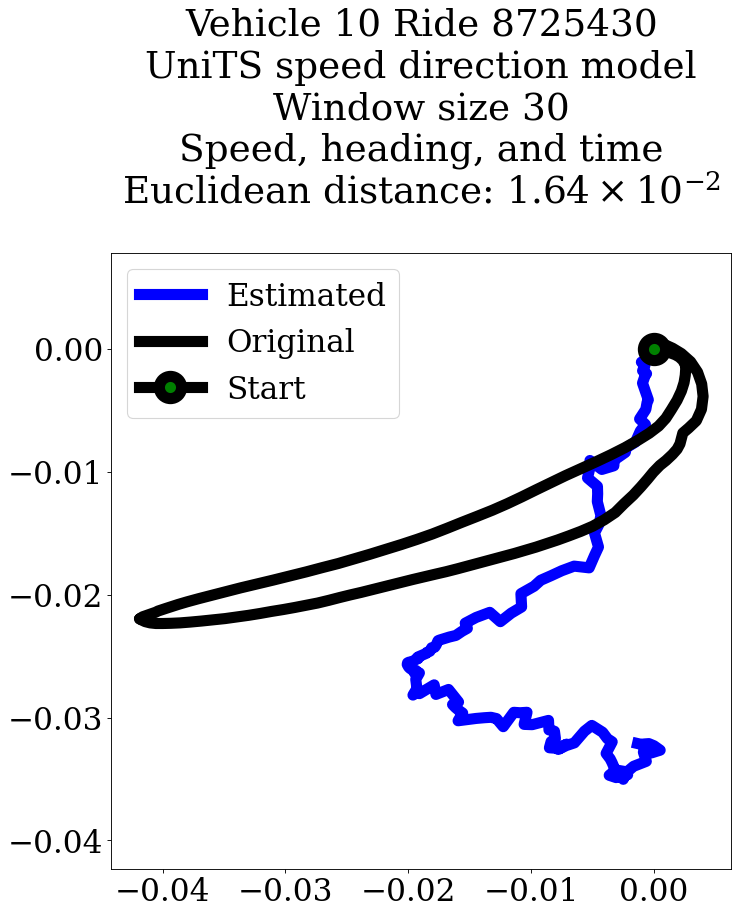 Vehicle 10 Ride 8725430
UniTS speed direction model
Window size 30
Speed, heading, and time
Euclidean distance: 1.64 × 10⁻²
Estimated
Original
Start
0.00
−0.01
−0.02
−0.03
−0.04
−0.04 −0.03 −0.02 −0.01 0.00